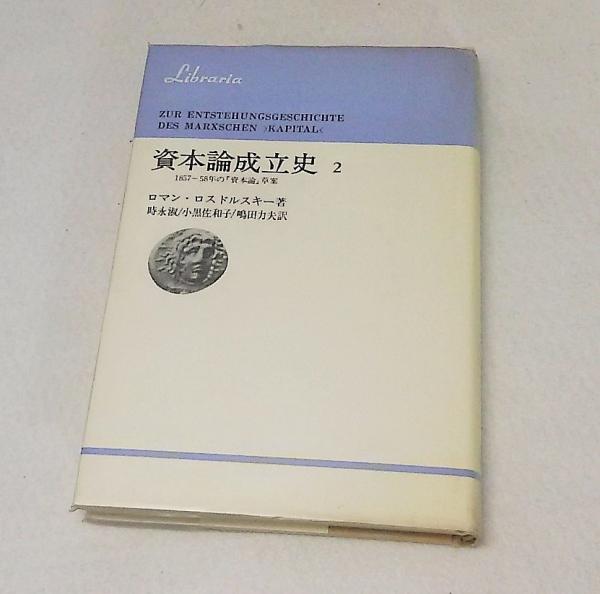 Libraria
ZUR ENTSTEHUNGSGESCHICHTE
DES MARXSCHEN ›KAPITAL‹
資本論成立史 2
1857−58年の『資本論』草案
ロマン・ロスドルスキー著
時永淑/小黒佐和子/嶋田力夫訳